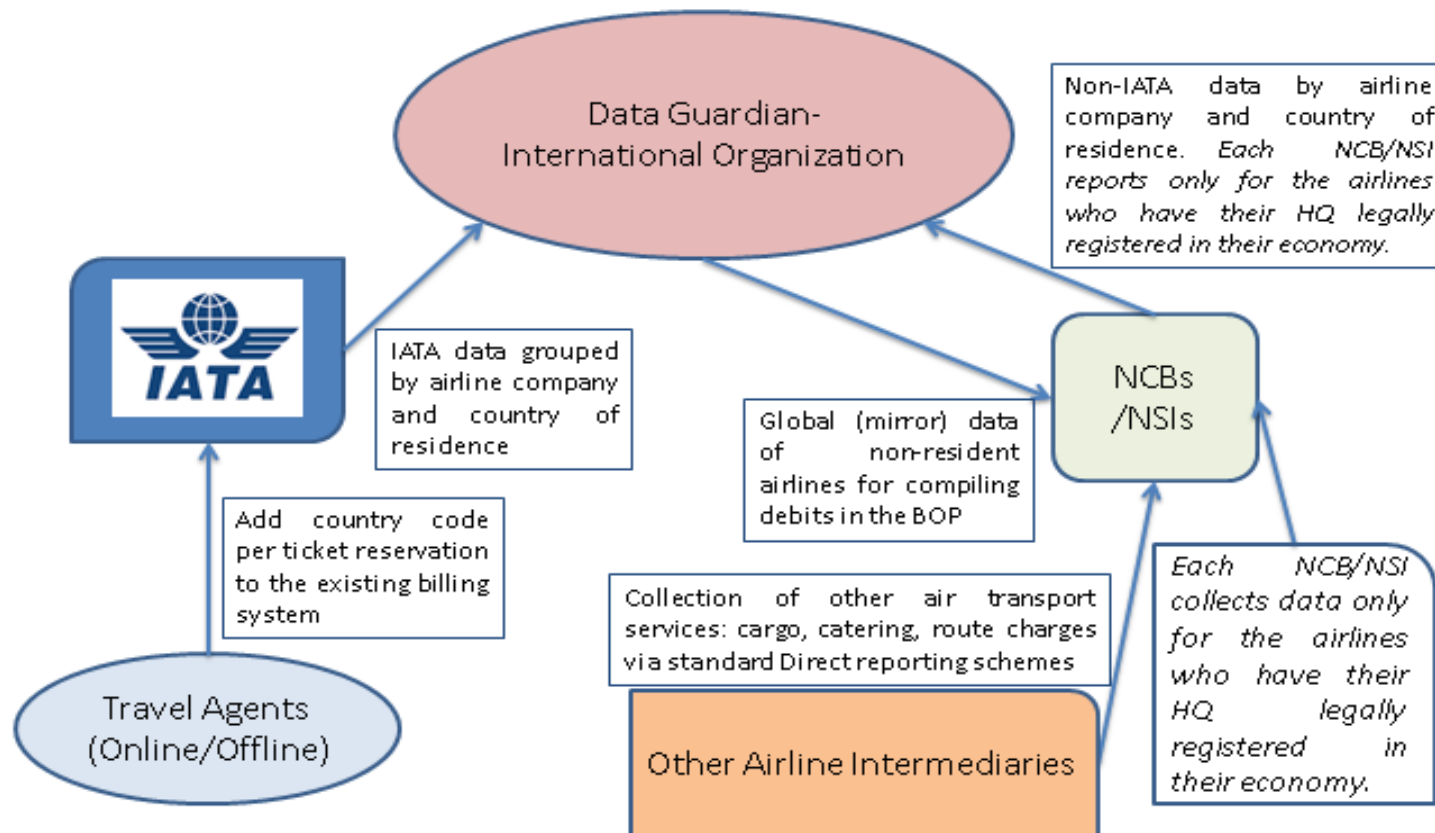 Data Guardian-
International Organization
Non-IATA data by airline
company and country of
residence. Each NCB/NSI
reports only for the airlines
who have their HQ legally
registered in their economy.
IATA
IATA data grouped
by airline company
and country of
residence
NCBs
/NSIs
Global (mirror) data
of non-resident
airlines for compiling
debits in the BOP
Add country code
per ticket reservation
to the existing billing
system
Each NCB/NSI
collects data only
for the airlines
who have their
HQ legally
registered in
their economy.
Collection of other air transport
services: cargo, catering, route charges
via standard Direct reporting schemes
Travel Agents
(Online/Offline)
Other Airline Intermediaries